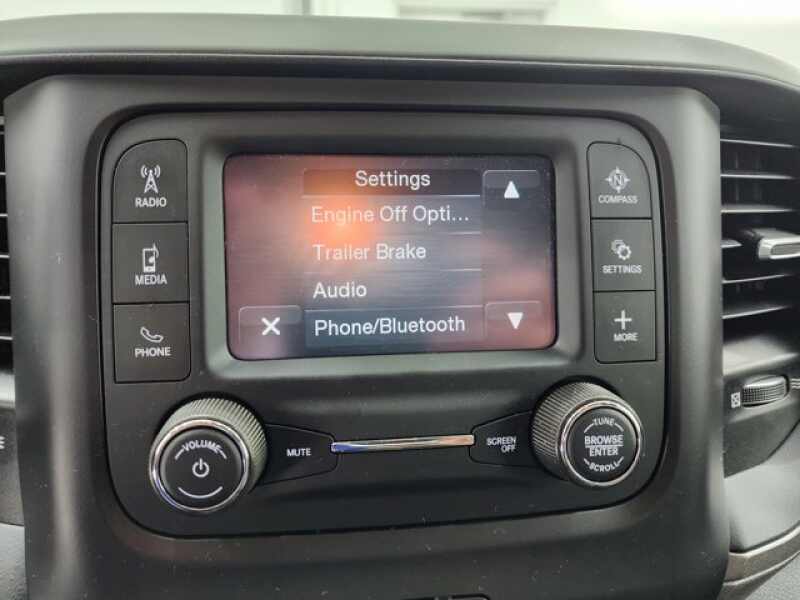 RADIO
MEDIA
PHONE
Settings
Engine Off Opti...
Trailer Brake
Audio
Phone/Bluetooth
N
COMPASS
SETTINGS
MORE
VOLUME
MUTE
SCREEN
OFF
TUNE
BROWSE
ENTER
SCROLL